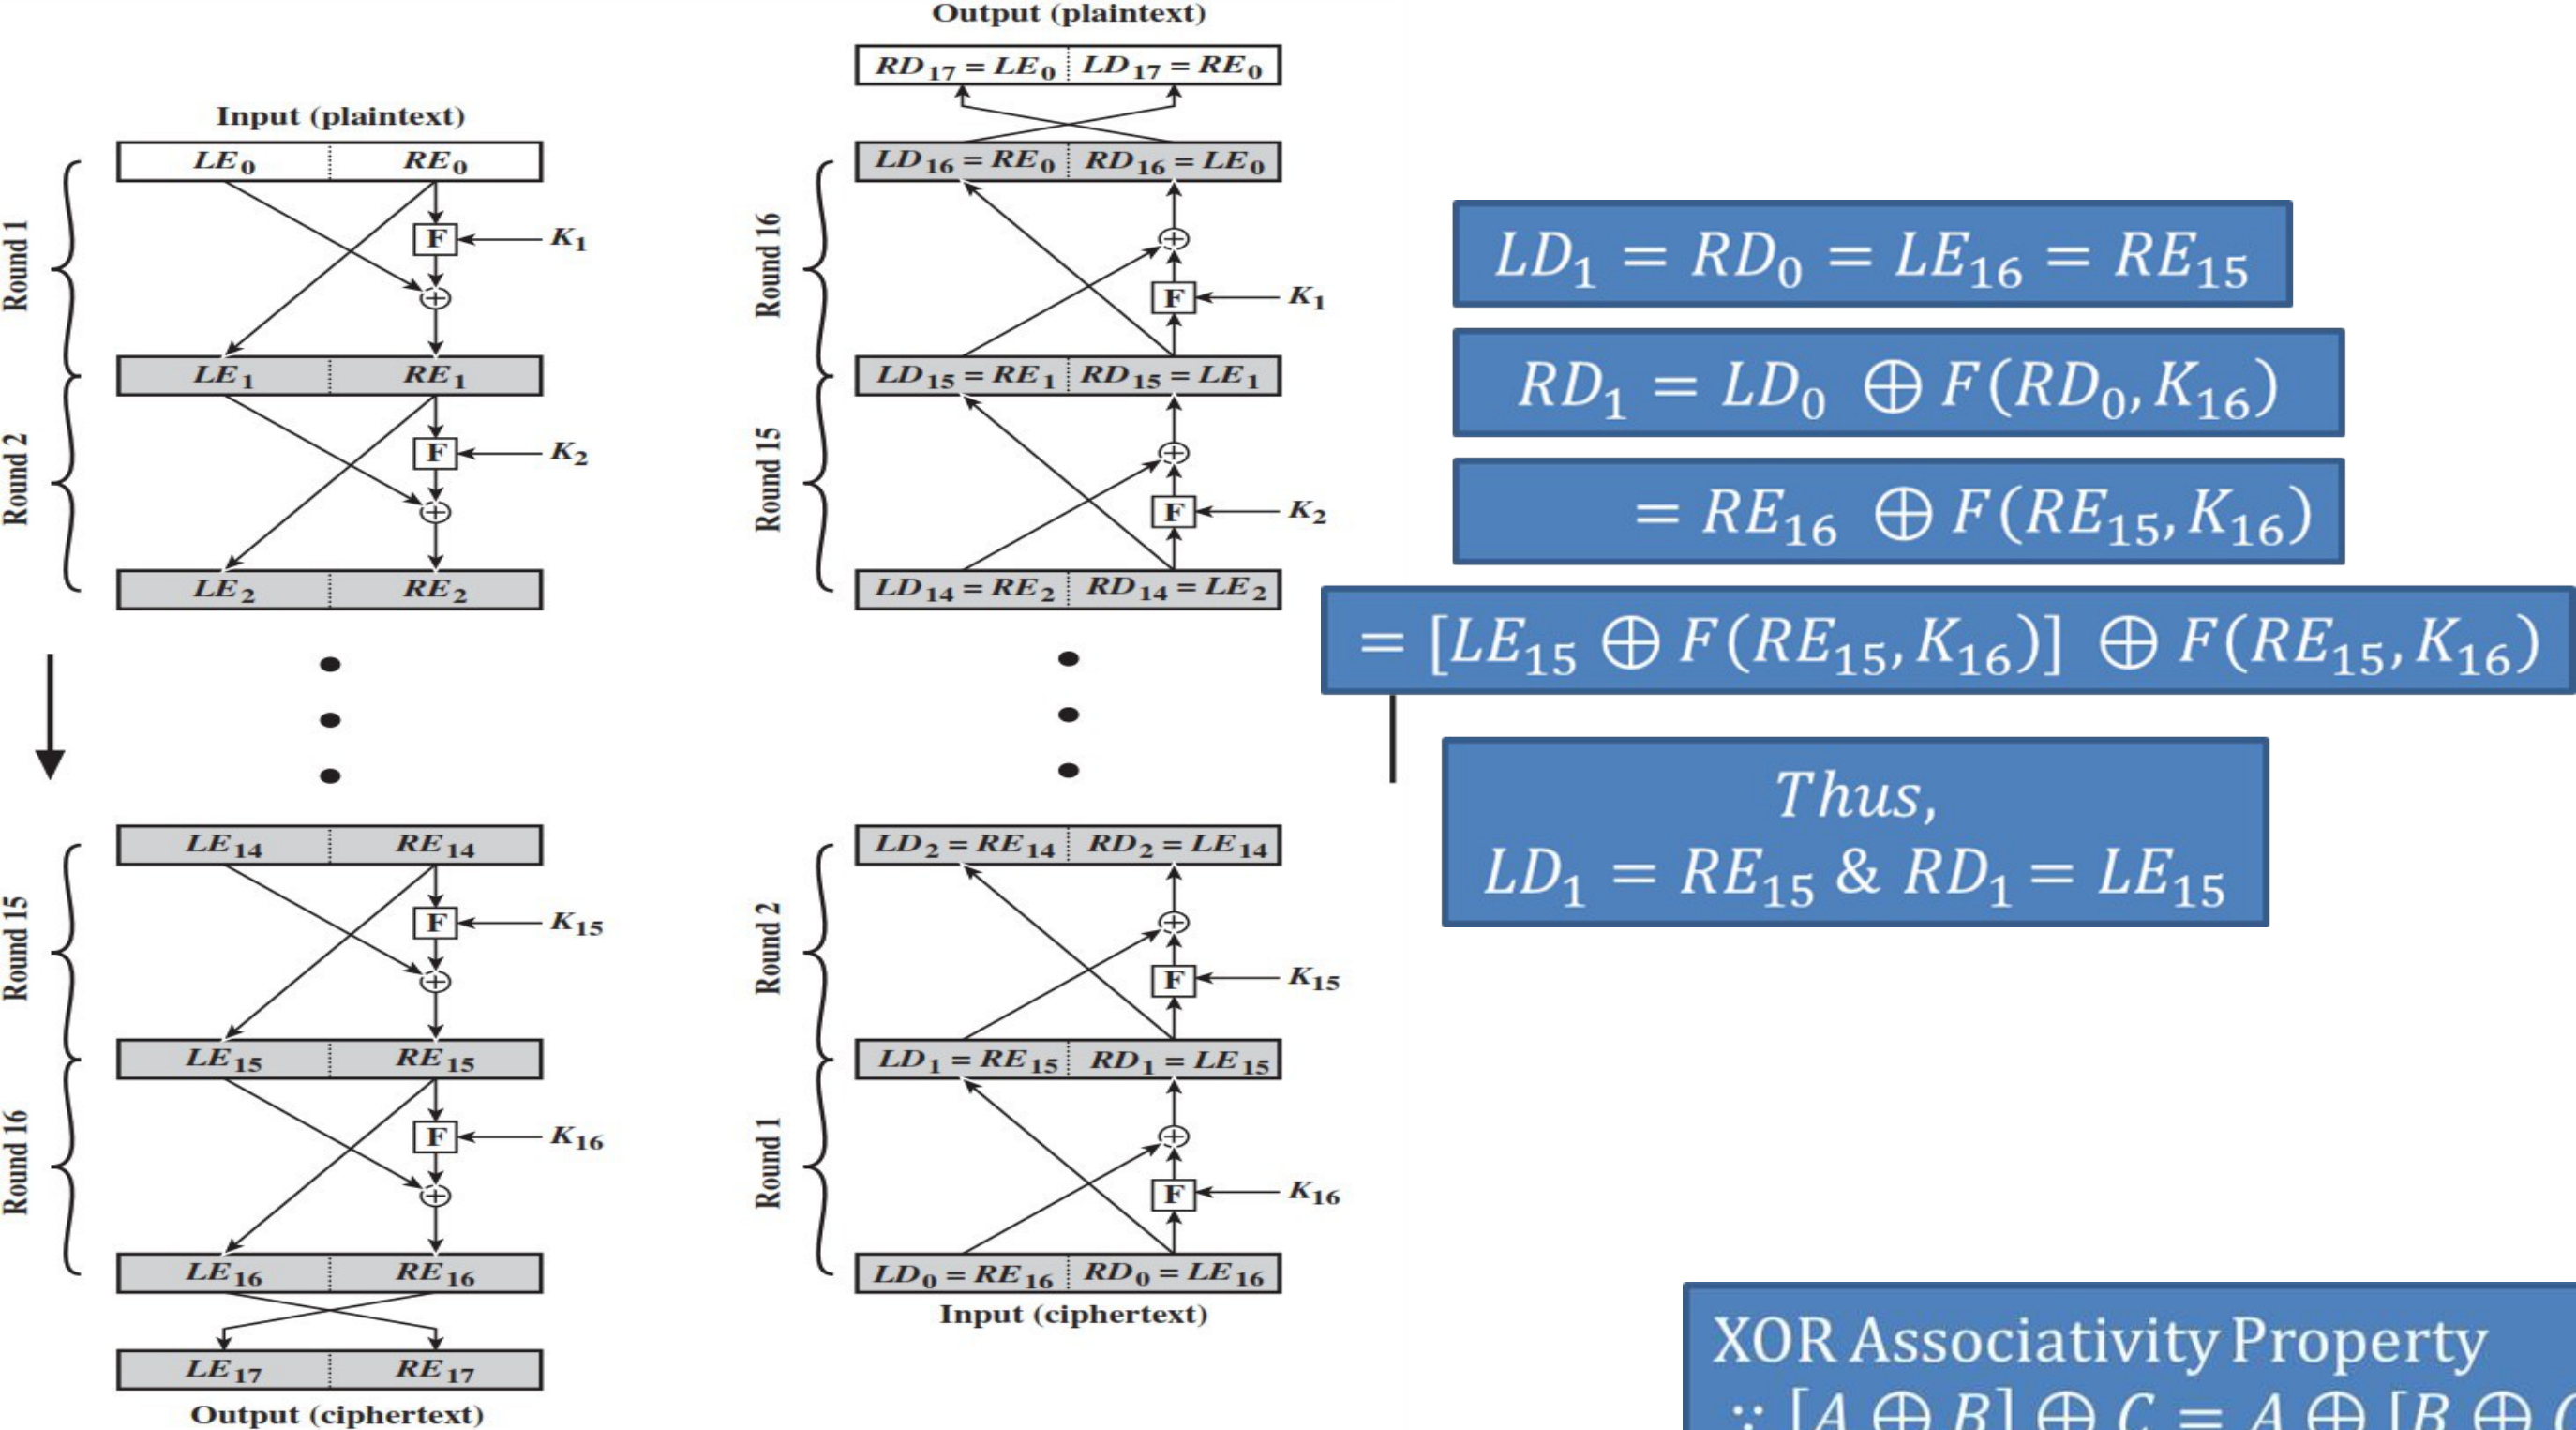 Input (plaintext)
LE₀ RE₀
Round 1
F K₁
LE₁ RE₁
Round 2
F K₂
LE₂ RE₂
LE₁₄ RE₁₄
Round 15
F K₁₅
LE₁₅ RE₁₅
Round 16
F K₁₆
LE₁₆ RE₁₆
LE₁₇ RE₁₇
Output (ciphertext)
Output (plaintext)
RD₁₇ = LE₀ LD₁₇ = RE₀
LD₁₆ = RE₀ RD₁₆ = LE₀
Round 16
F K₁
LD₁₅ = RE₁ RD₁₅ = LE₁
Round 15
F K₂
LD₁₄ = RE₂ RD₁₄ = LE₂
LD₂ = RE₁₄ RD₂ = LE₁₄
Round 2
F K₁₅
LD₁ = RE₁₅ RD₁ = LE₁₅
Round 1
F K₁₆
LD₀ = RE₁₆ RD₀ = LE₁₆
Input (ciphertext)
LD₁ = RD₀ = LE₁₆ = RE₁₅
RD₁ = LD₀ ⊕ F(RD₀, K₁₆)
= RE₁₆ ⊕ F(RE₁₅, K₁₆)
= [LE₁₅ ⊕ F(RE₁₅, K₁₆)] ⊕ F(RE₁₅, K₁₆)
Thus,
LD₁ = RE₁₅ & RD₁ = LE₁₅
XOR Associativity Property
∵ [A ⊕ B] ⊕ C = A ⊕ [B ⊕